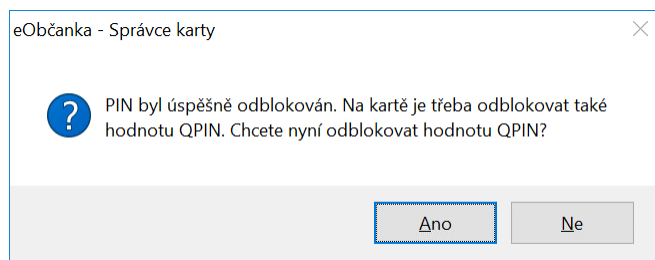 eObčanka - Správce karty
PIN byl úspěšně odblokován. Na kartě je třeba odblokovat také
hodnotu QPIN. Chcete nyní odblokovat hodnotu QPIN?
Ano
Ne